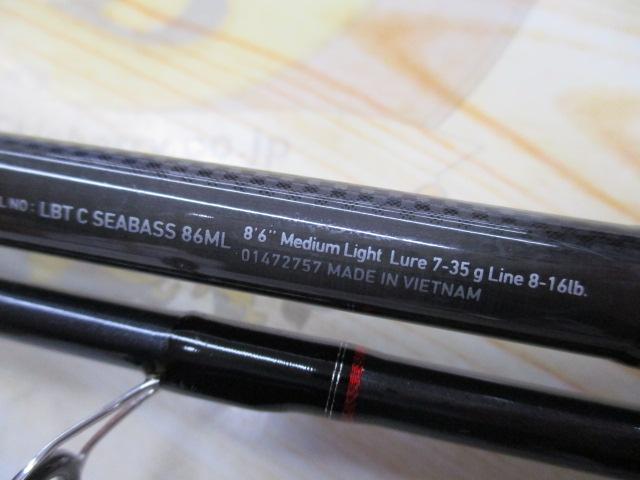 L NO : LBT C SEABASS 86ML 8'6" Medium Light Lure 7-35 g Line 8-16lb.
01472757 MADE IN VIETNAM